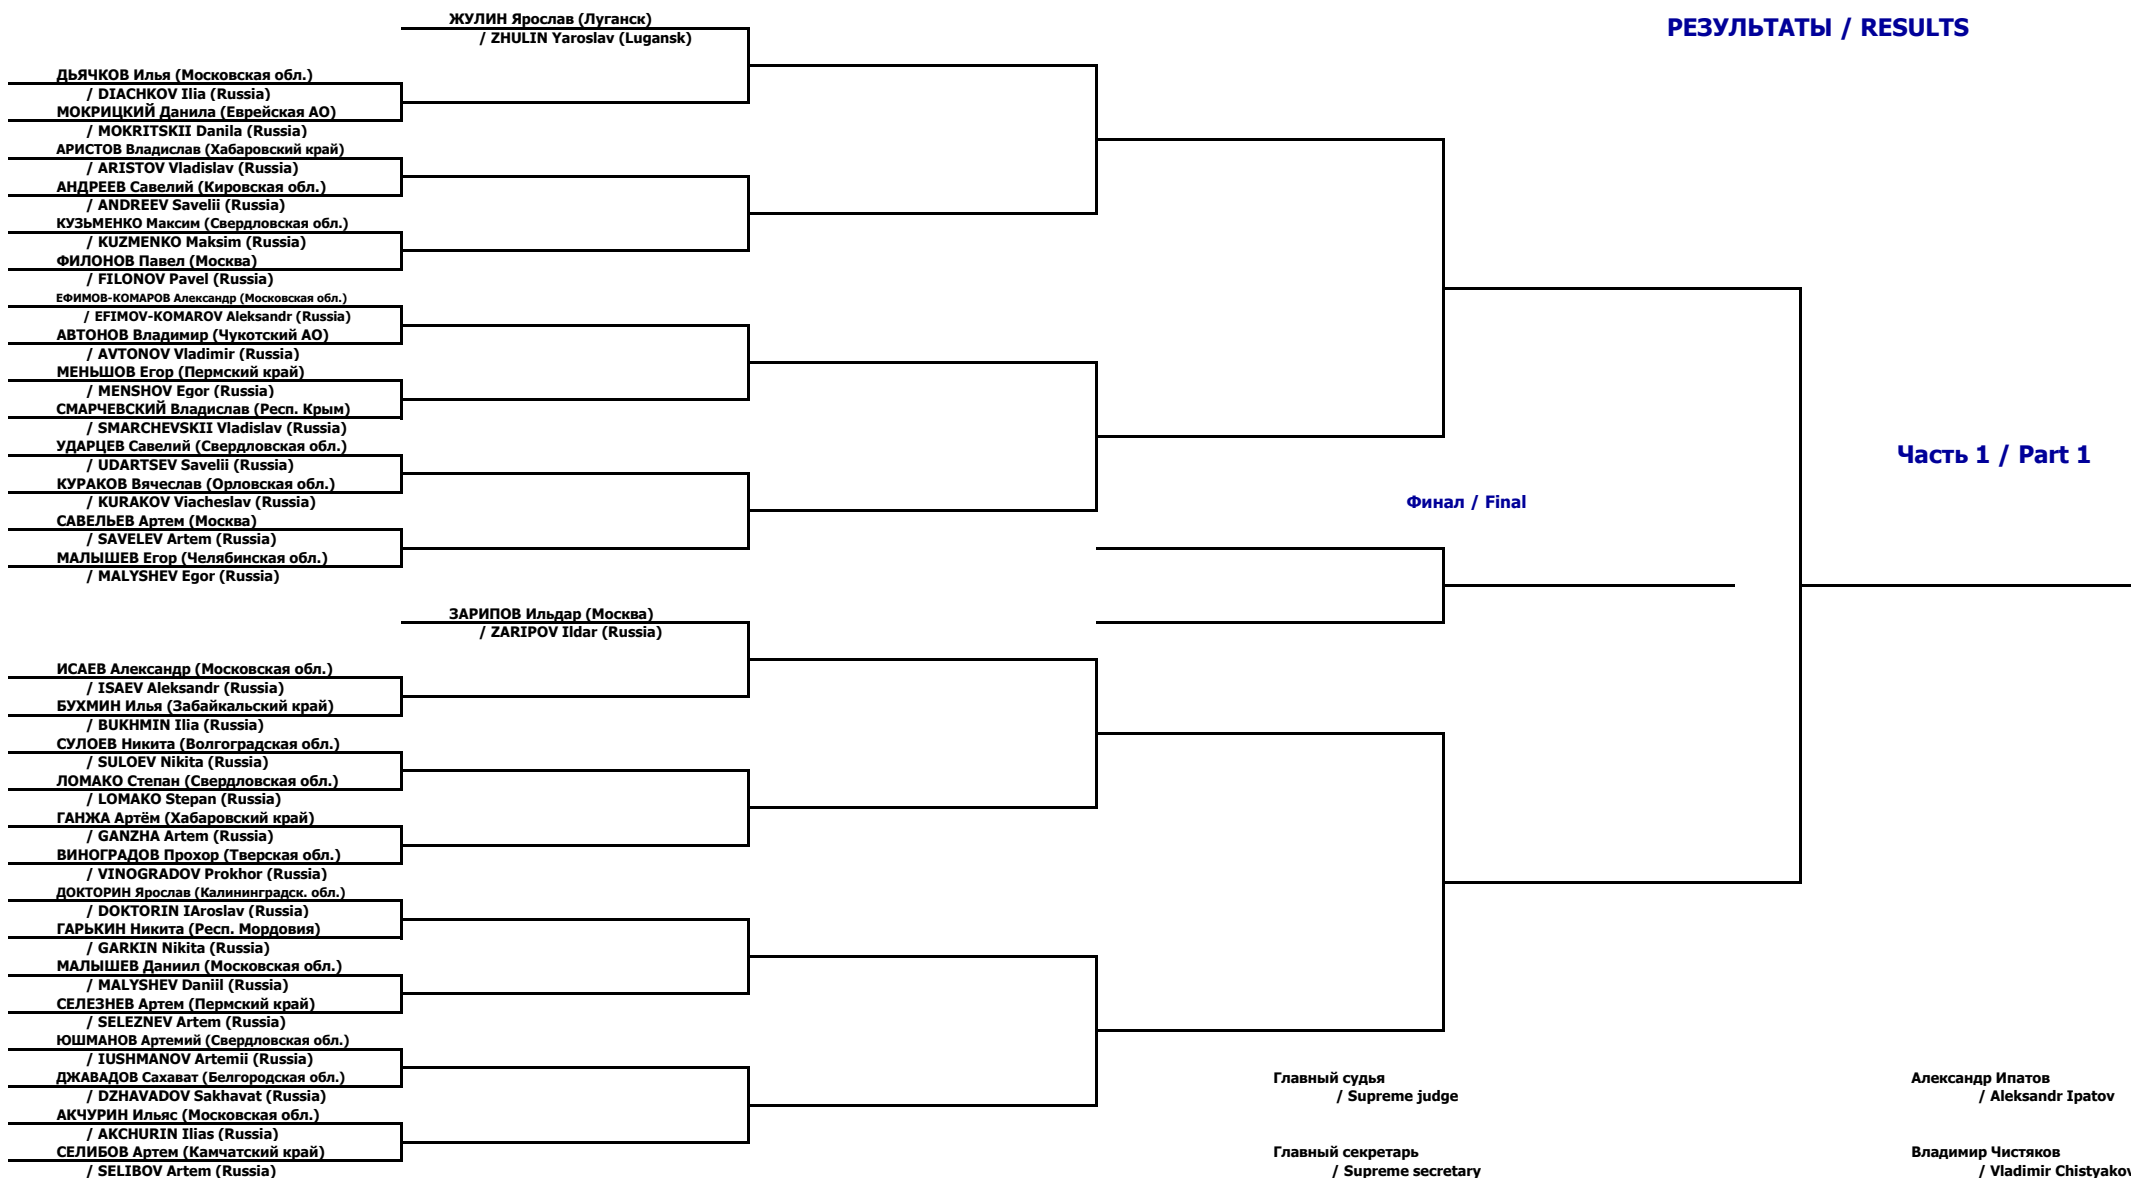 РЕЗУЛЬТАТЫ / RESULTS
ЖУЛИН Ярослав (Луганск)
/ ZHULIN Yaroslav (Lugansk)
ДЬЯЧКОВ Илья (Московская обл.)
/ DIACHKOV Ilia (Russia)
МОКРИЦКИЙ Данила (Еврейская АО)
/ MOKRITSKII Danila (Russia)
АРИСТОВ Владислав (Хабаровский край)
/ ARISTOV Vladislav (Russia)
АНДРЕЕВ Савелий (Кировская обл.)
/ ANDREEV Savelii (Russia)
КУЗЬМЕНКО Максим (Свердловская обл.)
/ KUZMENKO Maksim (Russia)
ФИЛОНОВ Павел (Москва)
/ FILONOV Pavel (Russia)
ЕФИМОВ-КОМАРОВ Александр (Московская обл.)
/ EFIMOV-KOMAROV Aleksandr (Russia)
АВТОНОВ Владимир (Чукотский АО)
/ AVTONOV Vladimir (Russia)
МЕНЬШОВ Егор (Пермский край)
/ MENSHOV Egor (Russia)
СМАРЧЕВСКИЙ Владислав (Респ. Крым)
/ SMARCHEVSKII Vladislav (Russia)
УДАРЦЕВ Савелий (Свердловская обл.)
/ UDARTSEV Savelii (Russia)
КУРАКОВ Вячеслав (Орловская обл.)
/ KURAKOV Viacheslav (Russia)
САВЕЛЬЕВ Артем (Москва)
/ SAVELEV Artem (Russia)
МАЛЫШЕВ Егор (Челябинская обл.)
/ MALYSHEV Egor (Russia)
Часть 1 / Part 1
Финал / Final
ЗАРИПОВ Ильдар (Москва)
/ ZARIPOV Ildar (Russia)
ИСАЕВ Александр (Московская обл.)
/ ISAEV Aleksandr (Russia)
БУХМИН Илья (Забайкальский край)
/ BUKHMIN Ilia (Russia)
СУЛОЕВ Никита (Волгоградская обл.)
/ SULOEV Nikita (Russia)
ЛОМАКО Степан (Свердловская обл.)
/ LOMAKO Stepan (Russia)
ГАНЖА Артём (Хабаровский край)
/ GANZHA Artem (Russia)
ВИНОГРАДОВ Прохор (Тверская обл.)
/ VINOGRADOV Prokhor (Russia)
ДОКТОРИН Ярослав (Калининградск. обл.)
/ DOKTORIN IAroslav (Russia)
ГАРЬКИН Никита (Респ. Мордовия)
/ GARKIN Nikita (Russia)
МАЛЫШЕВ Даниил (Московская обл.)
/ MALYSHEV Daniil (Russia)
СЕЛЕЗНЕВ Артем (Пермский край)
/ SELEZNEV Artem (Russia)
ЮШМАНОВ Артемий (Свердловская обл.)
/ IUSHMANOV Artemii (Russia)
ДЖАВАДОВ Сахават (Белгородская обл.)
/ DZHAVADOV Sakhavat (Russia)
АКЧУРИН Ильяс (Московская обл.)
/ AKCHURIN Ilias (Russia)
СЕЛИБОВ Артем (Камчатский край)
/ SELIBOV Artem (Russia)
Главный судья
/ Supreme judge
Александр Ипатов
/ Aleksandr Ipatov
Главный секретарь
/ Supreme secretary
Владимир Чистяков
/ Vladimir Chistyakov